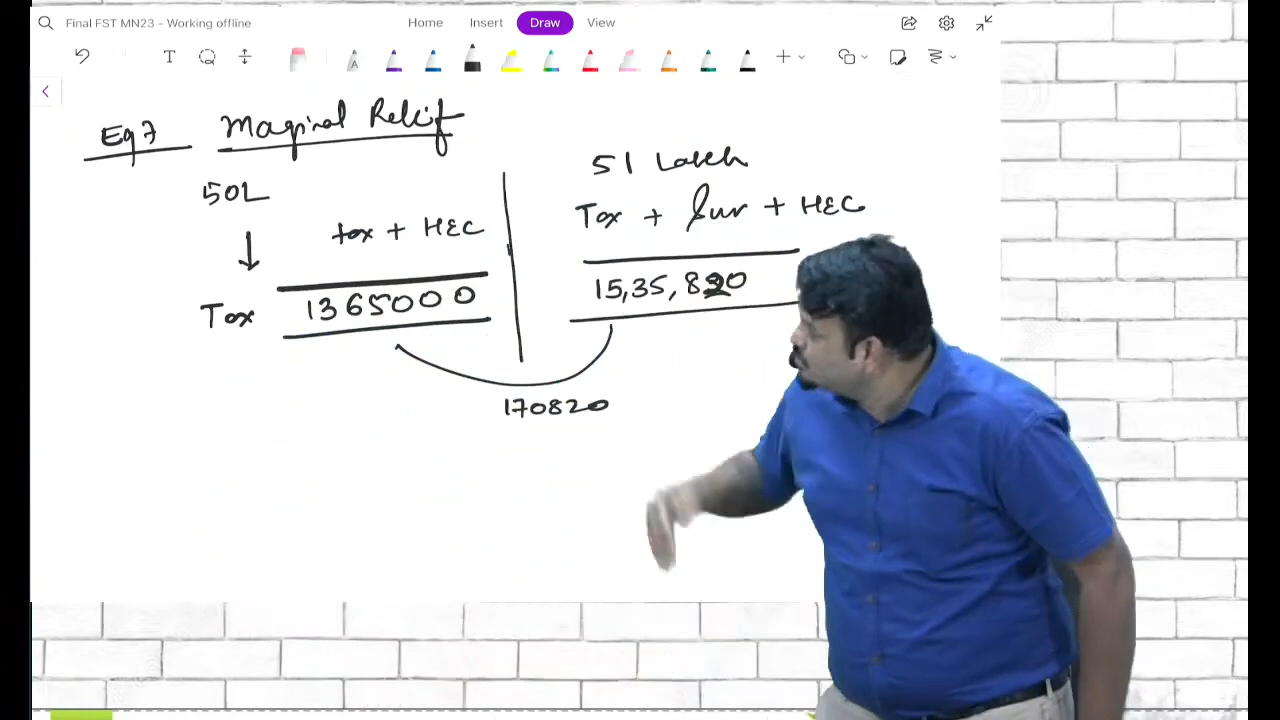 Final FST MN23 - Working offline
Home Insert Draw View
Eg 7 Maginal Relief
50L
tax + HEC
Tax 1365000
51 Lakh
Tax + Sur + HEC
15,35,820
170820